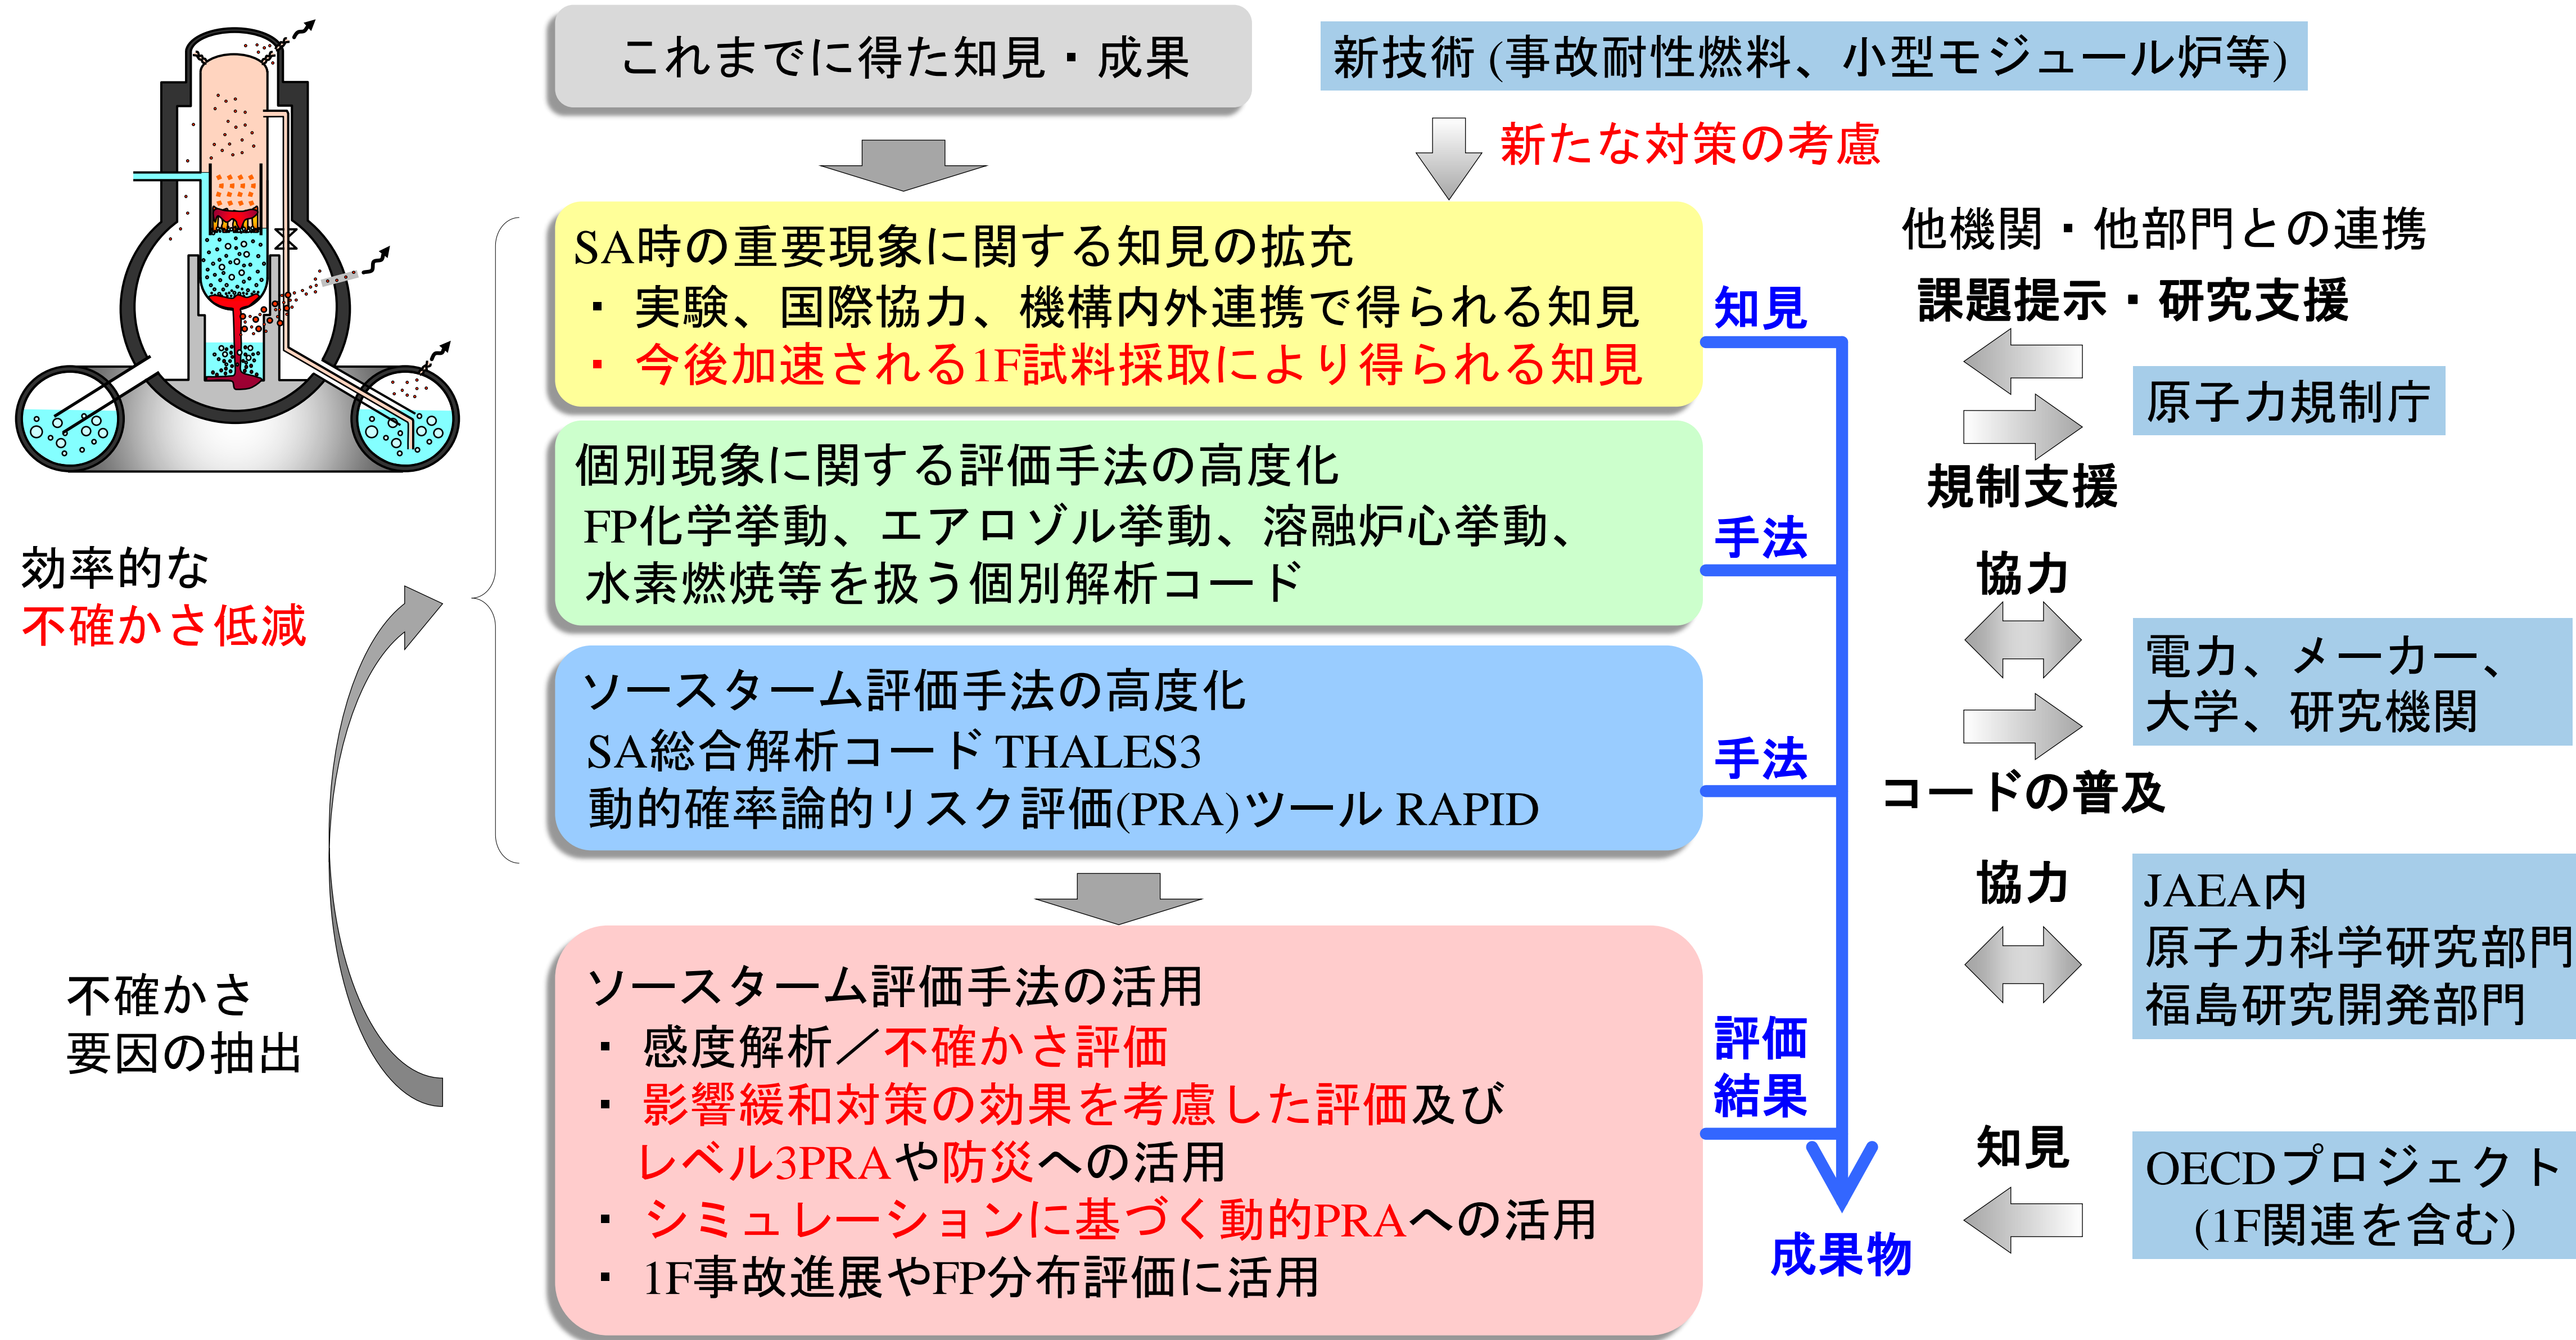 これまでに得た知見・成果
新技術 (事故耐性燃料、小型モジュール炉等)
新たな対策の考慮
SA時の重要現象に関する知見の拡充
・ 実験、国際協力、機構内外連携で得られる知見
・ 今後加速される1F試料採取により得られる知見
知見
個別現象に関する評価手法の高度化
FP化学挙動、エアロゾル挙動、溶融炉心挙動、
水素燃焼等を扱う個別解析コード
手法
ソースターム評価手法の高度化
SA総合解析コード THALES3
動的確率論的リスク評価(PRA)ツール RAPID
手法
ソースターム評価手法の活用
・ 感度解析／不確かさ評価
・ 影響緩和対策の効果を考慮した評価及び
レベル3PRAや防災への活用
・ シミュレーションに基づく動的PRAへの活用
・ 1F事故進展やFP分布評価に活用
評価
結果
成果物
効率的な
不確かさ低減
不確かさ
要因の抽出
他機関・他部門との連携
課題提示・研究支援
原子力規制庁
規制支援
協力
電力、メーカー、
大学、研究機関
コードの普及
協力
JAEA内
原子力科学研究部門
福島研究開発部門
知見
OECDプロジェクト
(1F関連を含む)